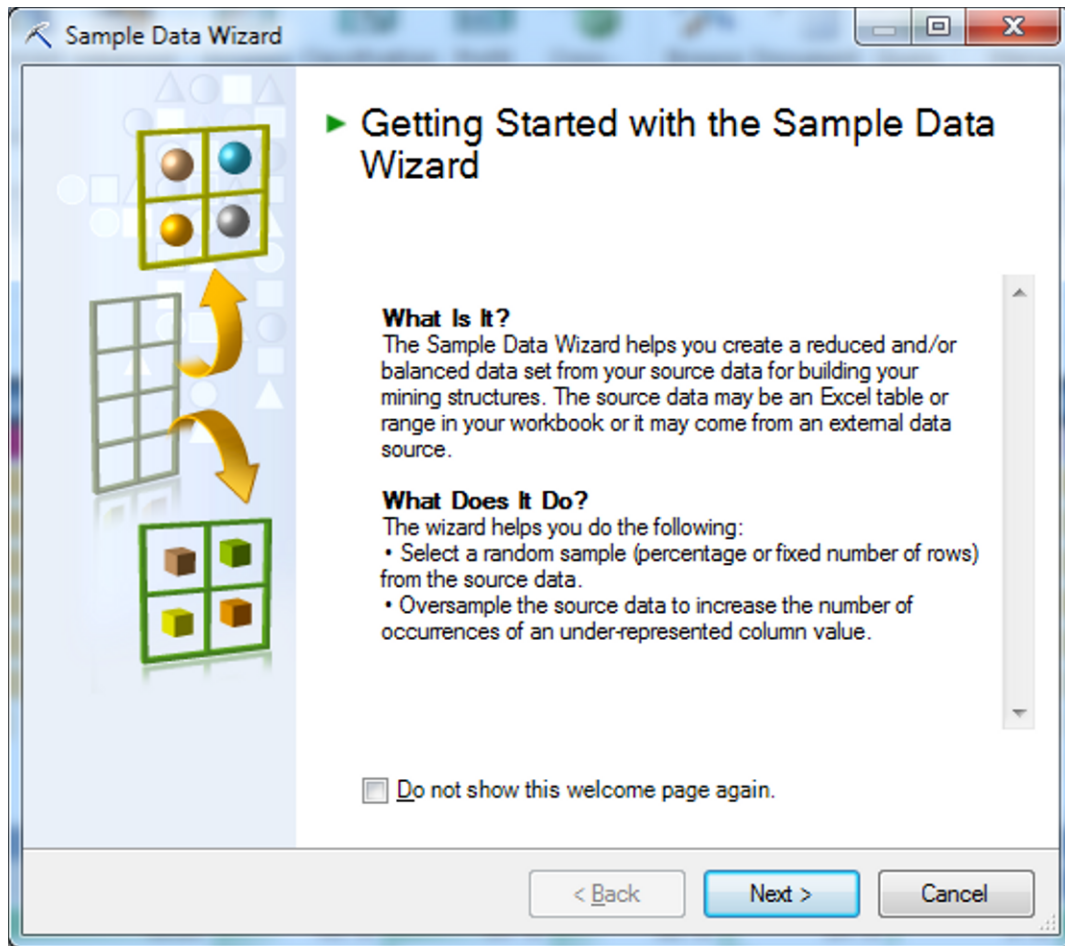 Sample Data Wizard
Getting Started with the Sample Data
Wizard
What Is It?
The Sample Data Wizard helps you create a reduced and/or
balanced data set from your source data for building your
mining structures. The source data may be an Excel table or
range in your workbook or it may come from an external data
source.
What Does It Do?
The wizard helps you do the following:
• Select a random sample (percentage or fixed number of rows)
from the source data.
• Oversample the source data to increase the number of
occurrences of an under-represented column value.
Do not show this welcome page again.
< Back
Next >
Cancel